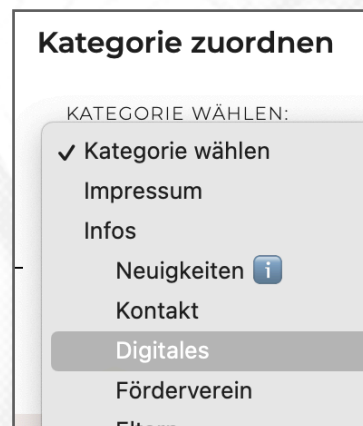 Kategorie zuordnen
KATEGORIE WÄHLEN:
✓ Kategorie wählen
Impressum
Infos
Neuigkeiten ℹ️
Kontakt
Digitales
Förderverein